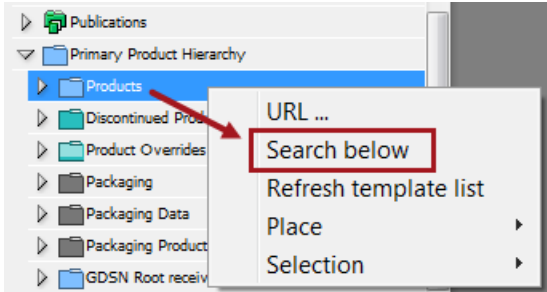 Publications
Primary Product Hierarchy
Products
Discontinued Prod
Product Overrides
Packaging
Packaging Data
Packaging Product
GDSN Root receiv
URL ...
Search below
Refresh template list
Place
Selection